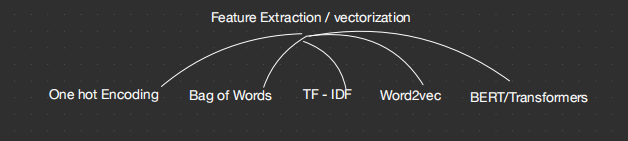 Feature Extraction / vectorization
One hot Encoding
Bag of Words
TF - IDF
Word2vec
BERT/Transformers